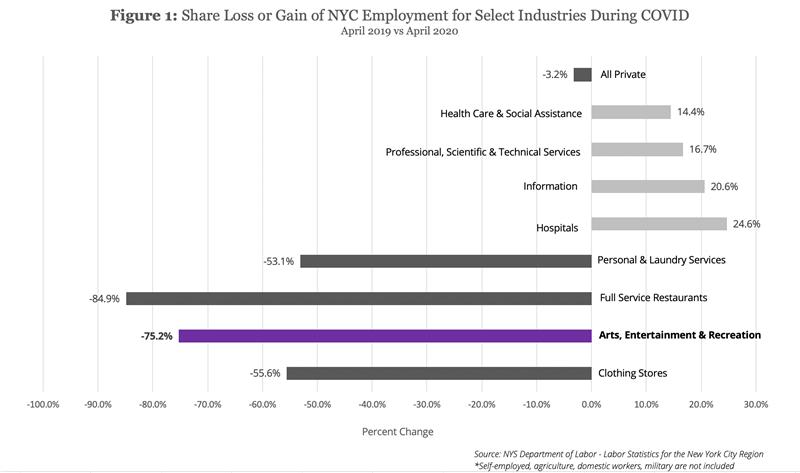 Figure 1: Share Loss or Gain of NYC Employment for Select Industries During COVID
April 2019 vs April 2020
-3.2% All Private
Health Care & Social Assistance 14.4%
Professional, Scientific & Technical Services 16.7%
Information 20.6%
Hospitals 24.6%
-53.1% Personal & Laundry Services
-84.9% Full Service Restaurants
-75.2% Arts, Entertainment & Recreation
-55.6% Clothing Stores
-100.0% -90.0% -80.0% -70.0% -60.0% -50.0% -40.0% -30.0% -20.0% -10.0% 0.0% 10.0% 20.0% 30.0%
Percent Change
Source: NYS Department of Labor - Labor Statistics for the New York City Region
*Self-employed, agriculture, domestic workers, military are not included